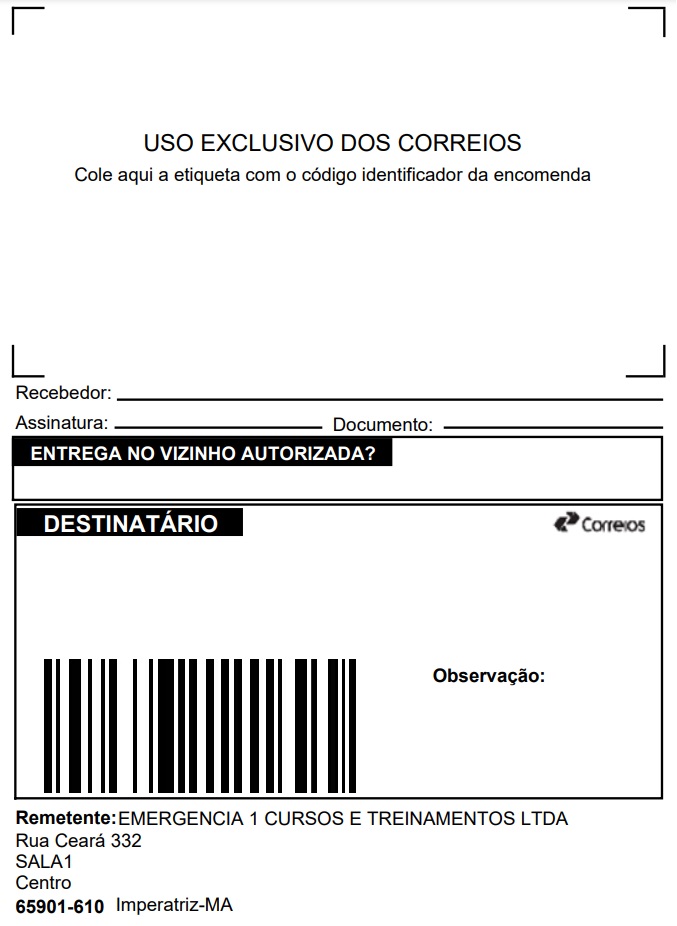 USO EXCLUSIVO DOS CORREIOS
Cole aqui a etiqueta com o código identificador da encomenda
Recebedor:
Assinatura: Documento:
ENTREGA NO VIZINHO AUTORIZADA?
DESTINATÁRIO
Correios
Observação:
Remetente:EMERGENCIA 1 CURSOS E TREINAMENTOS LTDA
Rua Ceará 332
SALA1
Centro
65901-610 Imperatriz-MA